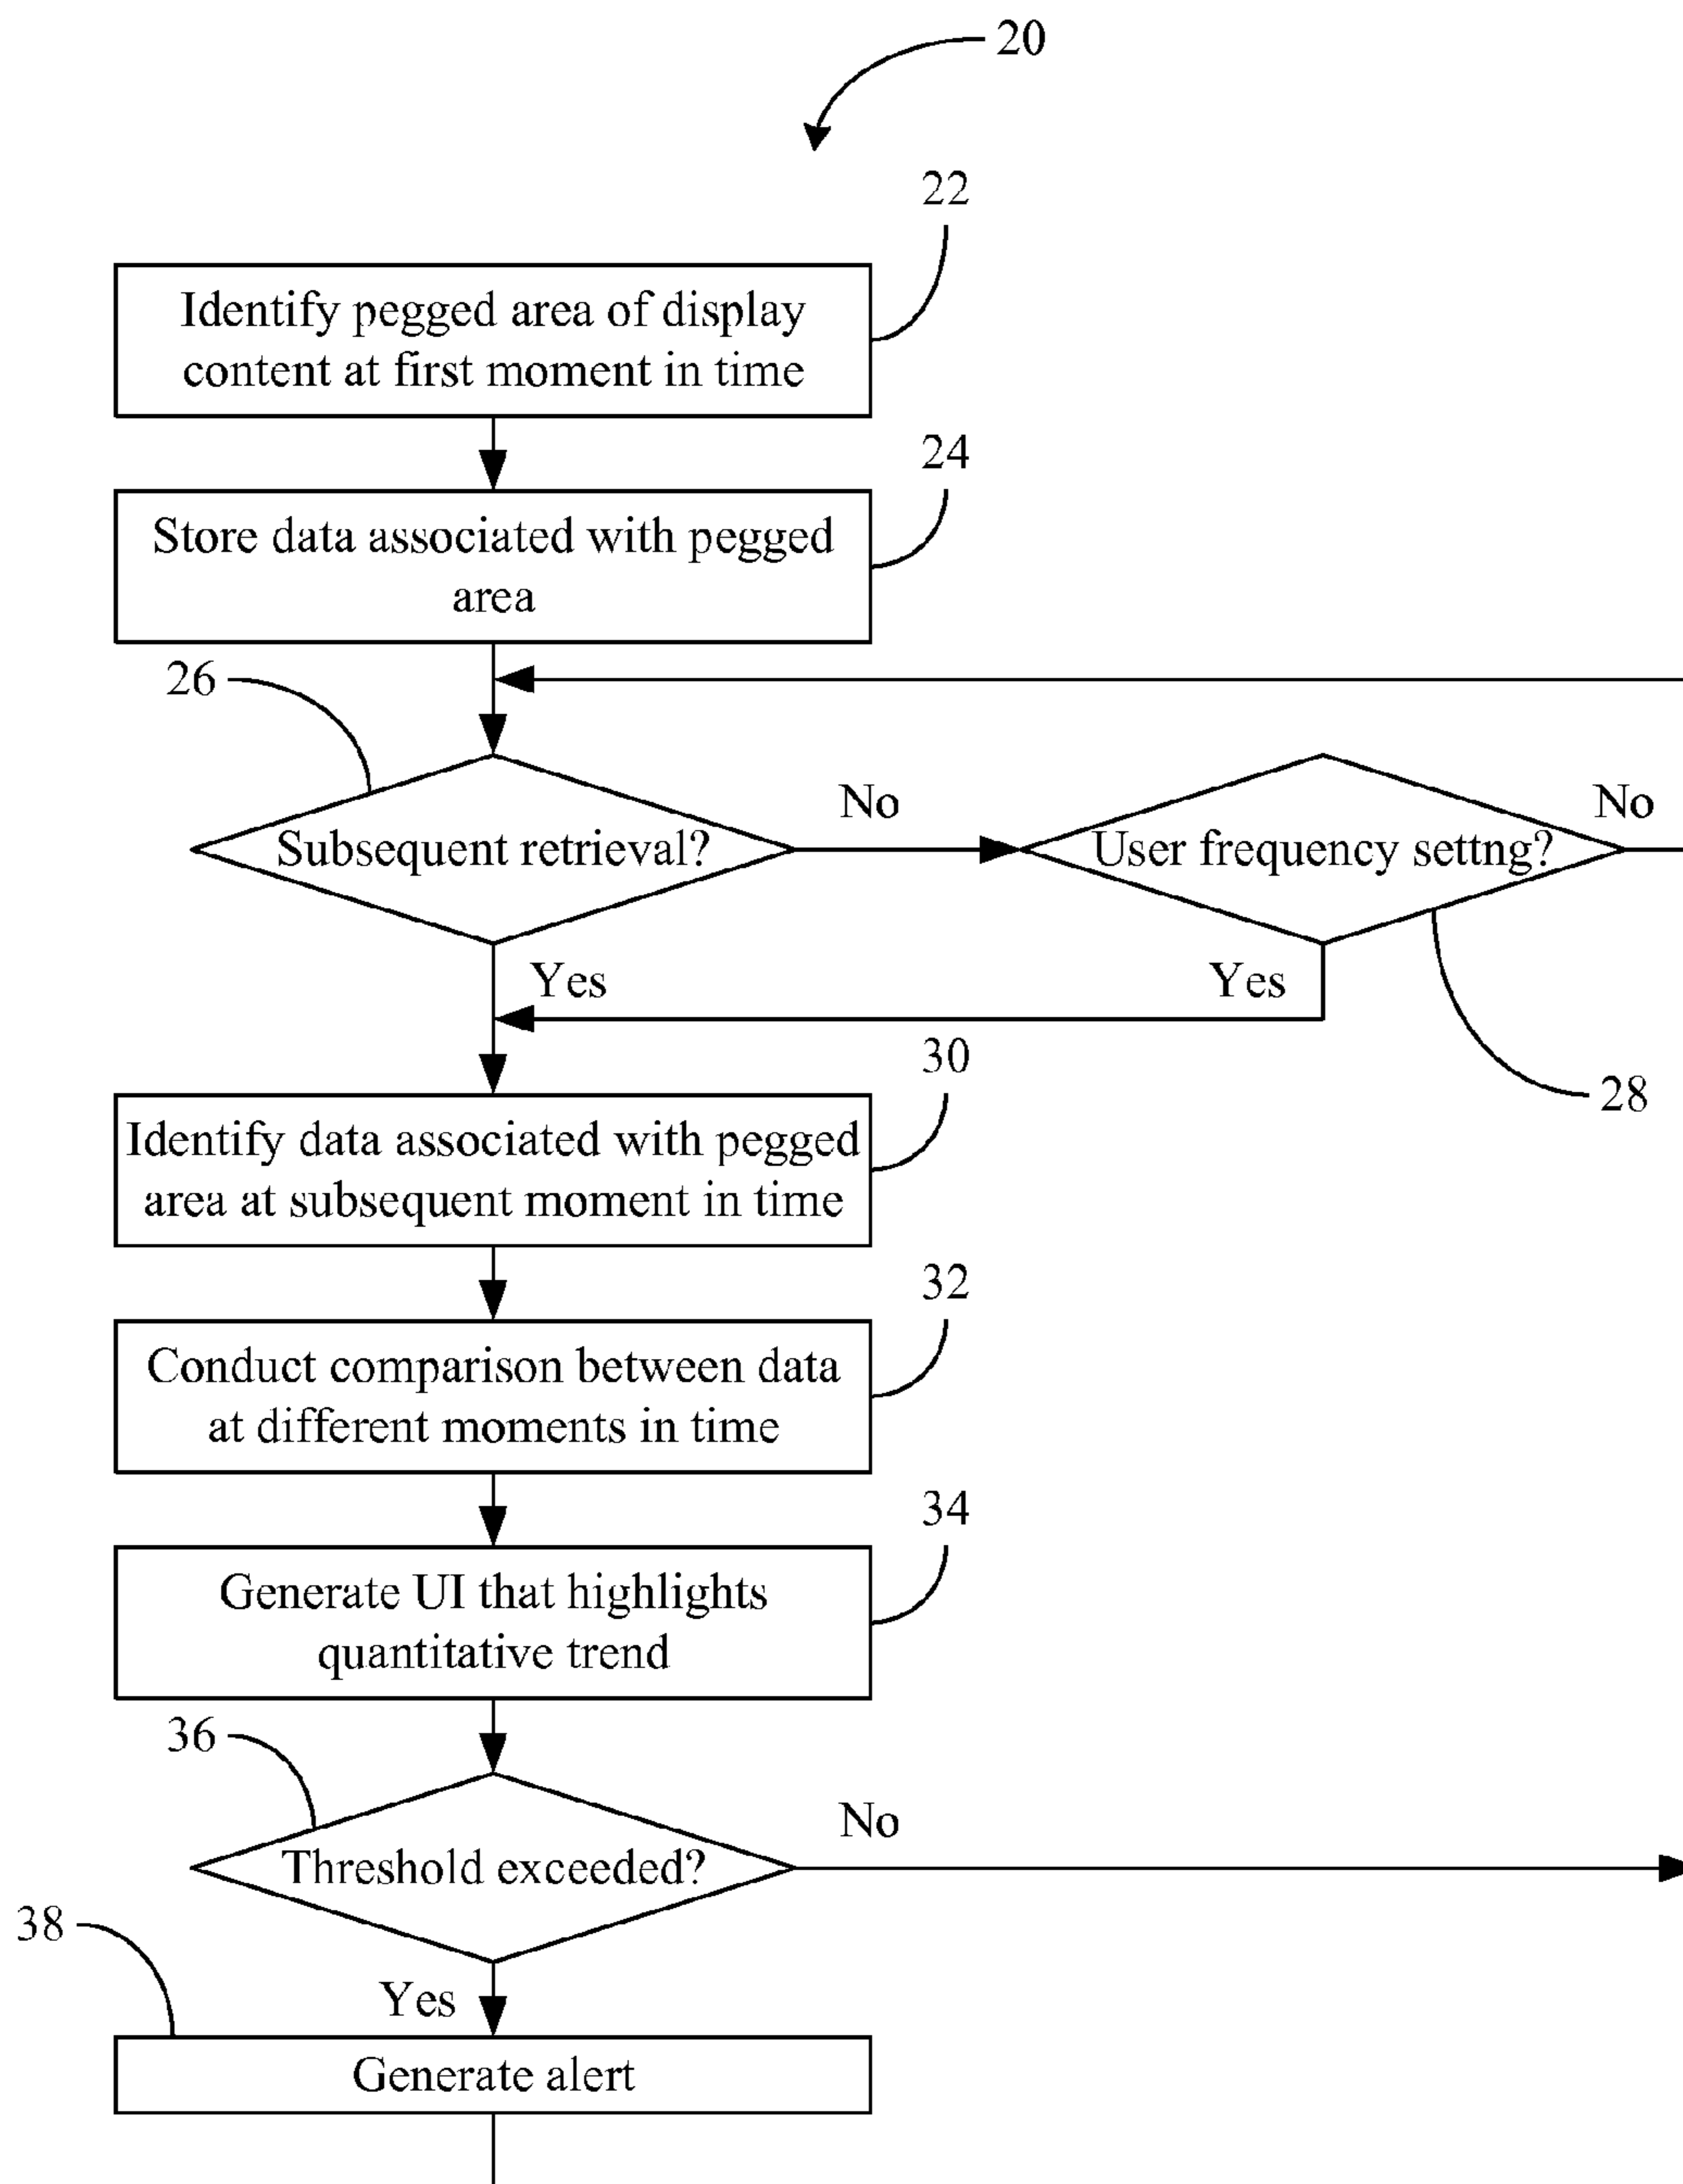 20
22
Identify pegged area of display
content at first moment in time
24
Store data associated with pegged
area
26
Subsequent retrieval?
No
User frequency settng?
No
Yes
Yes
28
30
Identify data associated with pegged
area at subsequent moment in time
32
Conduct comparison between data
at different moments in time
34
Generate UI that highlights
quantitative trend
36
Threshold exceeded?
No
38
Yes
Generate alert